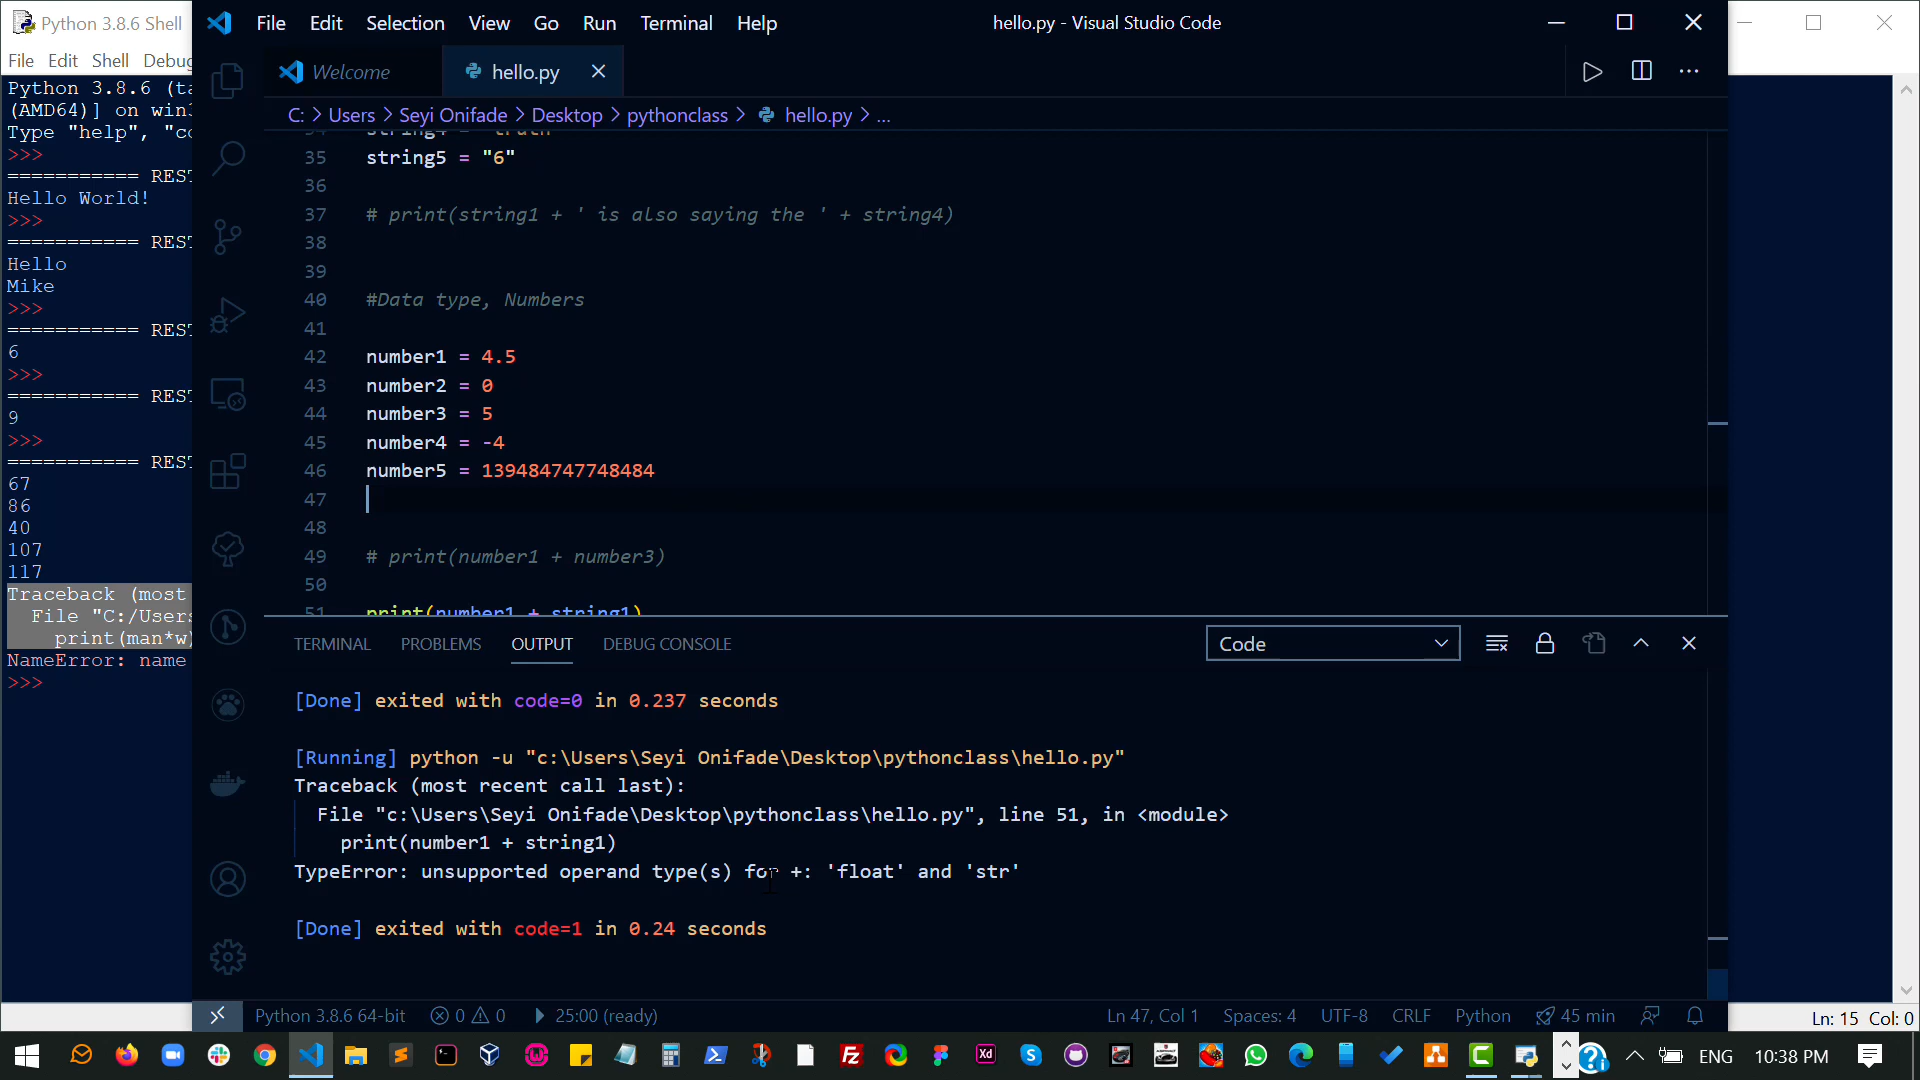 Python 3.8.6 Shell
File Edit Shell Debug
Python 3.8.6 (ta
(AMD64)] on win3
Type "help", "co
>>>
=========== REST
Hello World!
>>>
=========== REST
Hello
Mike
>>>
=========== REST
6
>>>
=========== REST
9
>>>
=========== REST
67
86
40
107
117
Traceback (most
File "C:/Users
print(man*w)
NameError: name
>>>
File Edit Selection View Go Run Terminal Help
hello.py - Visual Studio Code
Welcome
hello.py
C: > Users > Seyi Onifade > Desktop > pythonclass > hello.py > ...
34 string4 = "truth"
35 string5 = "6"
36
37 # print(string1 + ' is also saying the ' + string4)
38
39
40 #Data type, Numbers
41
42 number1 = 4.5
43 number2 = 0
44 number3 = 5
45 number4 = -4
46 number5 = 139484747748484
47
48
49 # print(number1 + number3)
50
51 print(number1 + string1)
TERMINAL PROBLEMS OUTPUT DEBUG CONSOLE
Code
[Done] exited with code=0 in 0.237 seconds
[Running] python -u "c:\Users\Seyi Onifade\Desktop\pythonclass\hello.py"
Traceback (most recent call last):
File "c:\Users\Seyi Onifade\Desktop\pythonclass\hello.py", line 51, in <module>
print(number1 + string1)
TypeError: unsupported operand type(s) for +: 'float' and 'str'
[Done] exited with code=1 in 0.24 seconds
Python 3.8.6 64-bit 0 0 25:00 (ready)
Ln 47, Col 1 Spaces: 4 UTF-8 CRLF Python 45 min
Ln: 15 Col: 0
Fz
Xd
ENG 10:38 PM